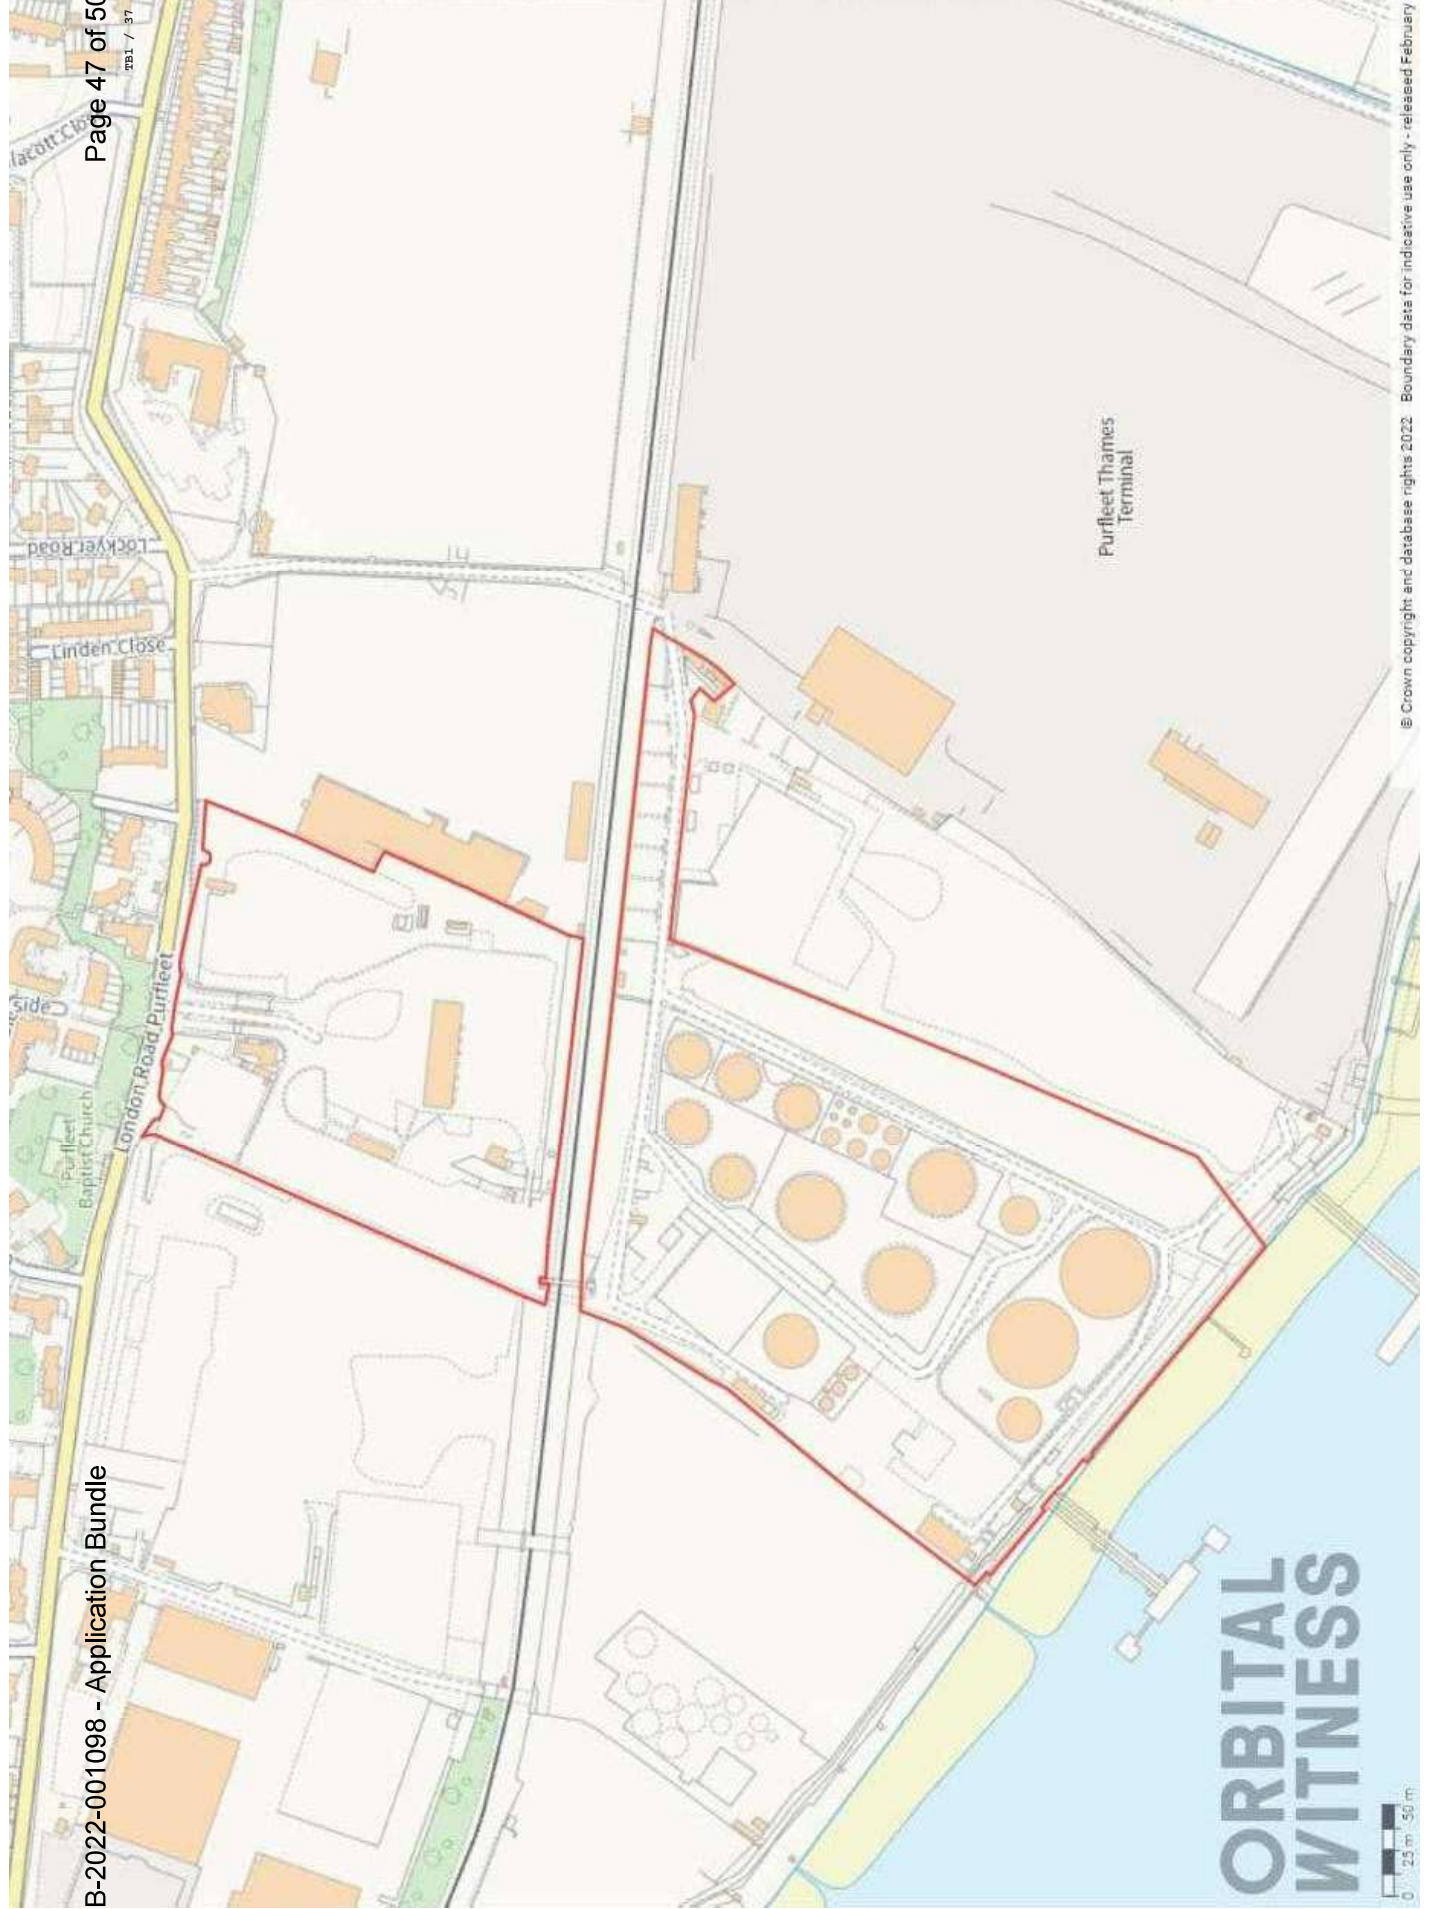 B-2022-001098 - Application Bundle
Page 47 of 50
TB1 / 37
Lockyer Road
Linden Close
London Road Purfleet
Purfleet
Baptist Church
Purfleet Thames
Terminal
ORBITAL
WITNESS
0 25 m 50 m
© Crown copyright and database rights 2022 Boundary data for indicative use only - released February